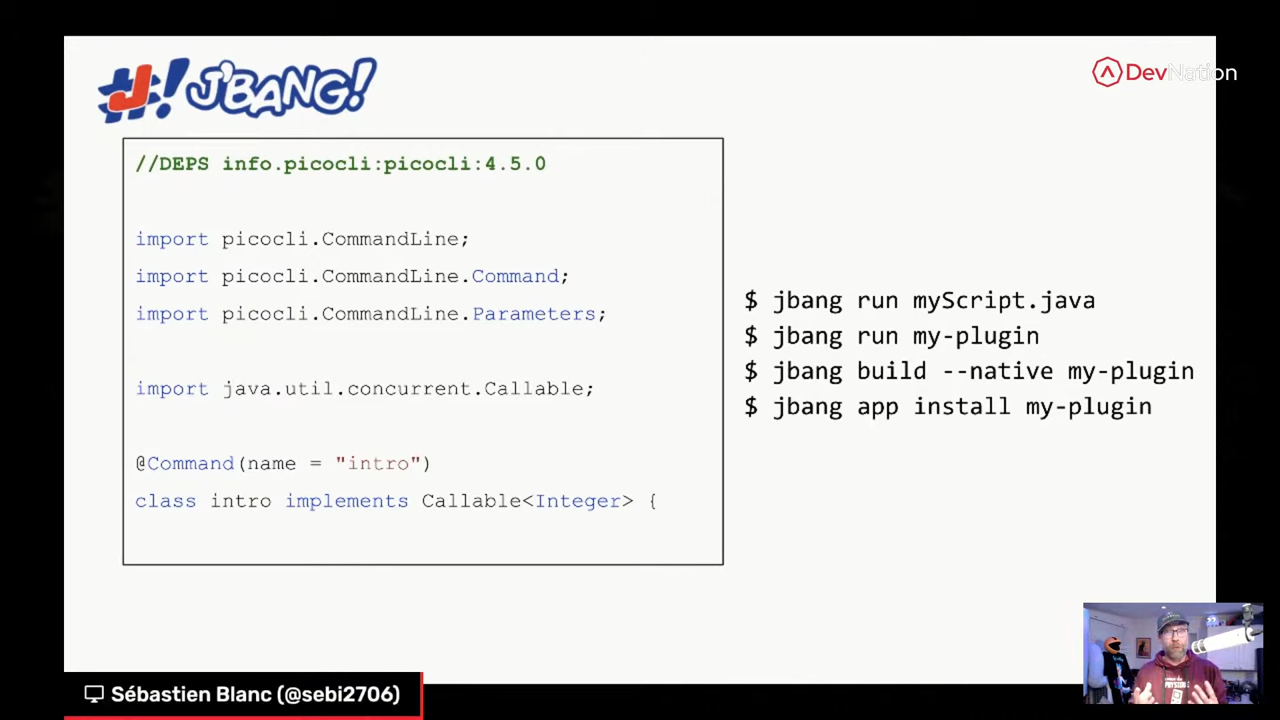 #! J'BANG!
DevNation
//DEPS info.picocli:picocli:4.5.0
import picocli.CommandLine;
import picocli.CommandLine.Command;
import picocli.CommandLine.Parameters;
import java.util.concurrent.Callable;
@Command(name = "intro")
class intro implements Callable<Integer> {
$ jbang run myScript.java
$ jbang run my-plugin
$ jbang build --native my-plugin
$ jbang app install my-plugin
Sébastien Blanc (@sebi2706)